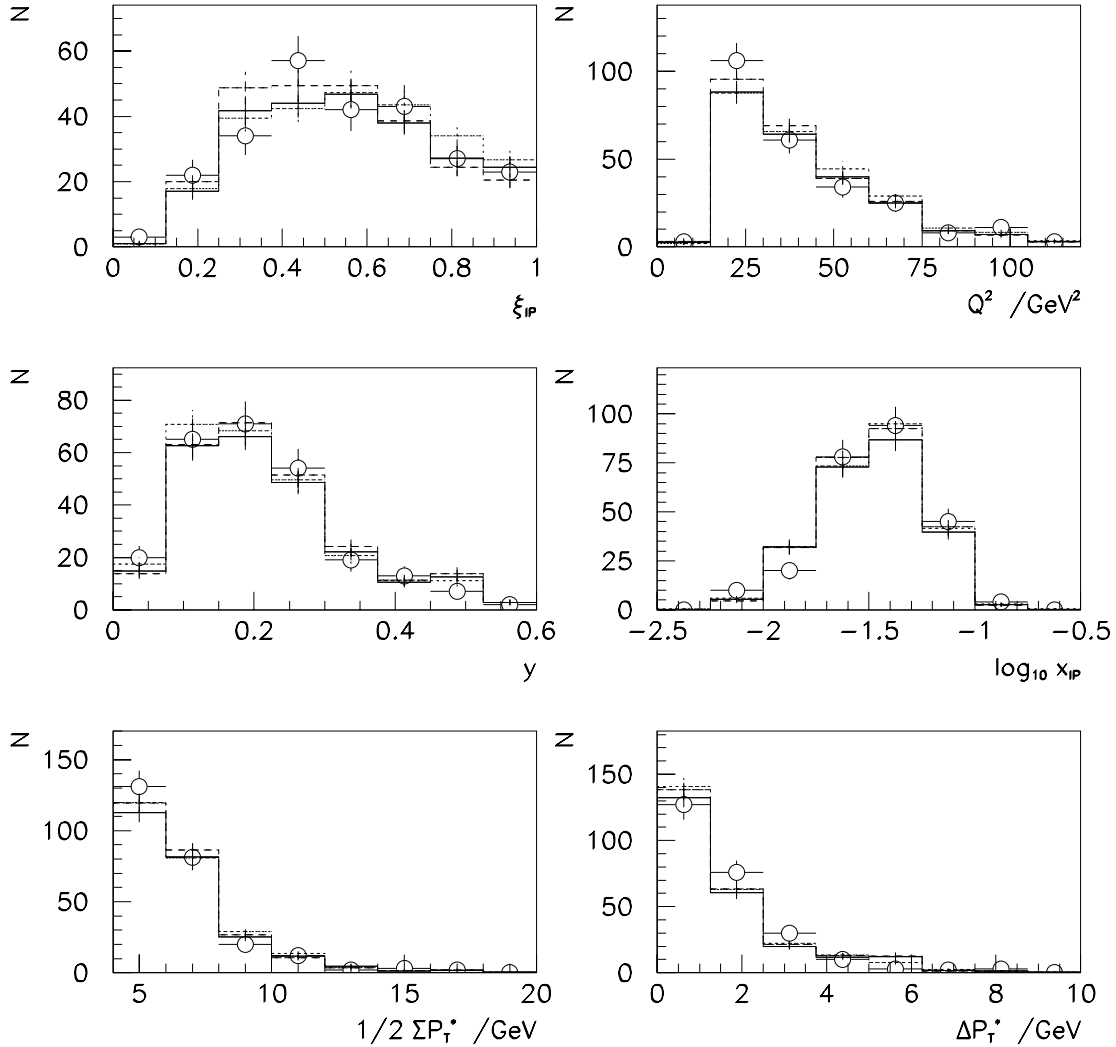 N
60
40
20
0
0 0.2 0.4 0.6 0.8 1
ξ_IP
N
100
50
0
0 25 50 75 100
Q² /GeV²
N
80
60
40
20
0
0 0.2 0.4 0.6
y
N
100
75
50
25
0
−2.5 −2 −1.5 −1 −0.5
log₁₀ x_IP
N
150
100
50
0
5 10 15 20
1/2 ΣP_T* /GeV
N
150
100
50
0
0 2 4 6 8 10
ΔP_T* /GeV